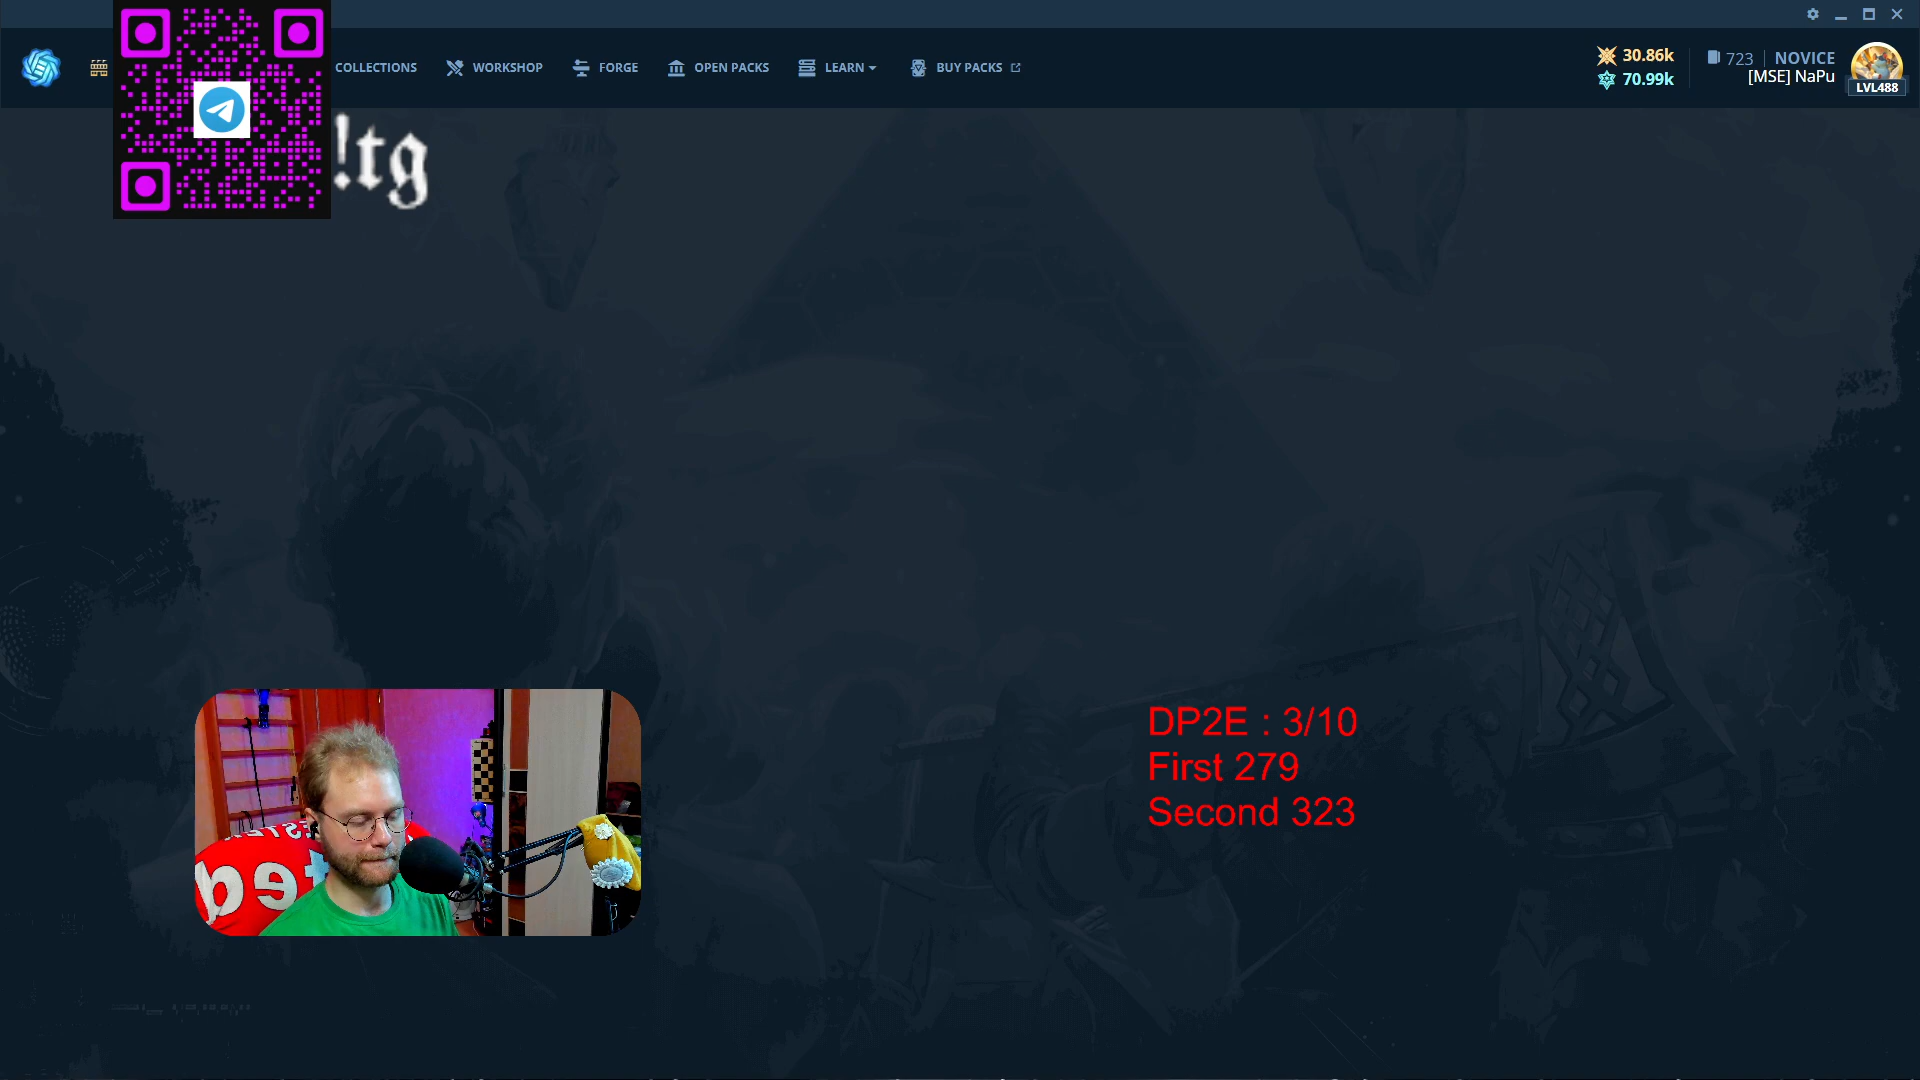 COLLECTIONS
WORKSHOP
FORGE
OPEN PACKS
LEARN
BUY PACKS
30.86k
70.99k
723
NOVICE
[MSE] NaPu
LVL488
!tg
DP2E : 3/10
First 279
Second 323
ted